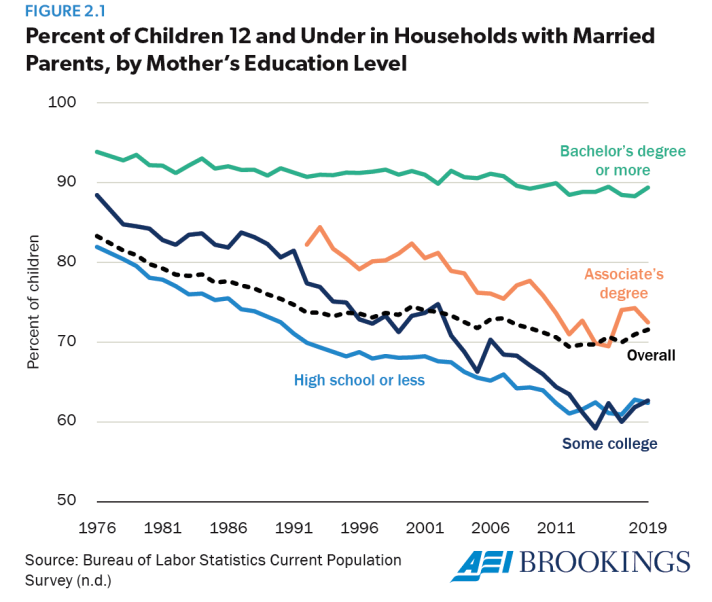 FIGURE 2.1
Percent of Children 12 and Under in Households with Married
Parents, by Mother's Education Level
100
90
80
70
60
50
Percent of children
Bachelor's degree
or more
Associate's
degree
Overall
High school or less
Some college
1976 1981 1986 1991 1996 2001 2006 2011 2019
Source: Bureau of Labor Statistics Current Population
Survey (n.d.)
AEI BROOKINGS